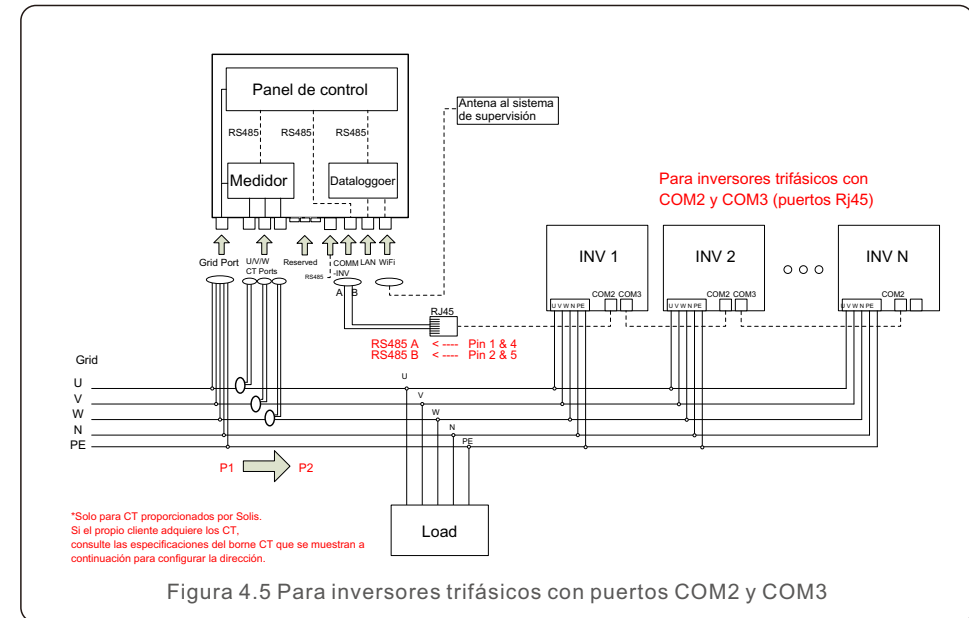 Panel de control
RS485
RS485
RS485
Medidor
Dataloggoer
Antena al sistema
de supervisión
Grid Port
U/V/W
CT Ports
Reserved
RS485
COMM
-INV
LAN
WiFi
A
B
RJ45
RS485 A < ---- Pin 1 & 4
RS485 B < ---- Pin 2 & 5
Para inversores trifásicos con
COM2 y COM3 (puertos Rj45)
INV 1
COM2 COM3
U V W N PE
INV 2
COM2 COM3
U V W N PE
INV N
COM2
U V W N PE
Grid
U
V
W
N
PE
U
V
W
N
PE
P1
P2
Load
*Solo para CT proporcionados por Solis.
Si el propio cliente adquiere los CT,
consulte las especificaciones del borne CT que se muestran a
continuación para configurar la dirección.
Figura 4.5 Para inversores trifásicos con puertos COM2 y COM3